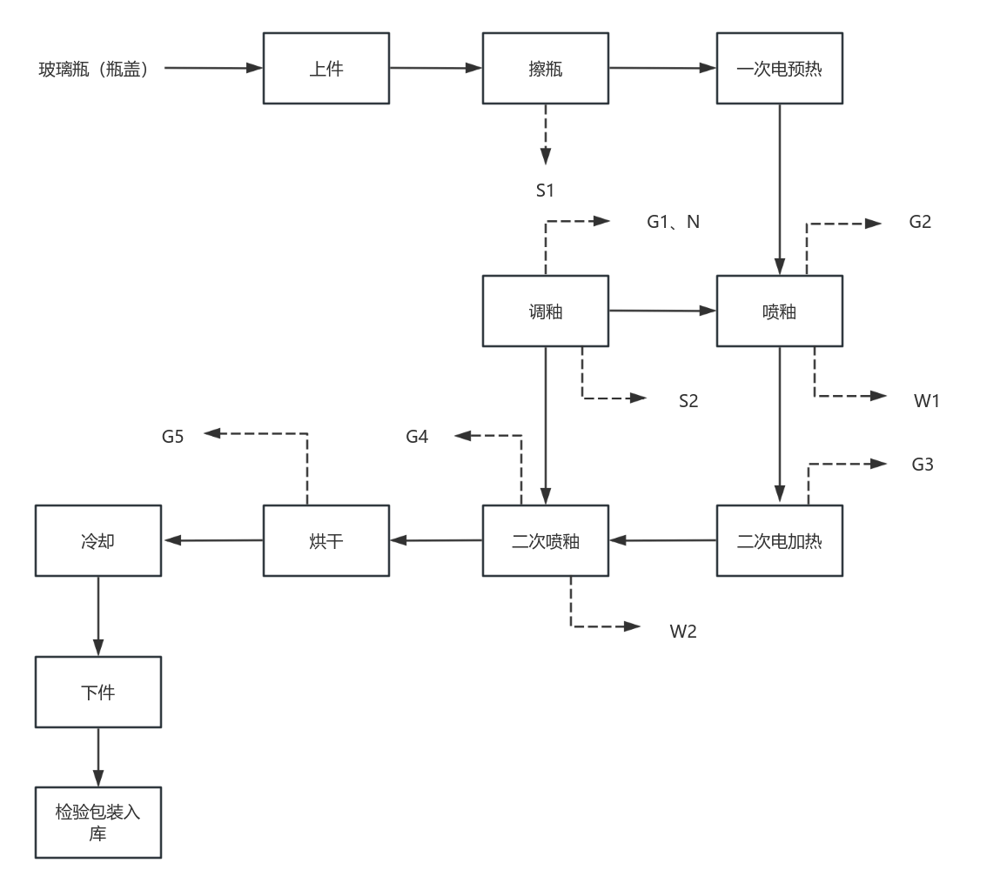 玻璃瓶（瓶盖）
上件
擦瓶
一次电预热
S1
G1、N
G2
调釉
喷釉
S2
W1
G5
G4
G3
冷却
烘干
二次喷釉
二次电加热
W2
下件
检验包装入
库